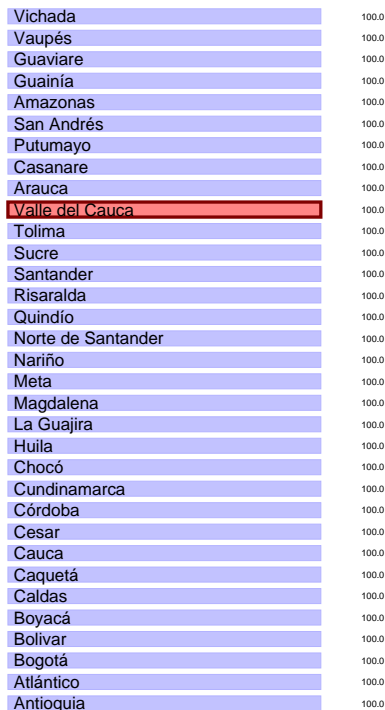 Vichada 100.0
Vaupés 100.0
Guaviare 100.0
Guainía 100.0
Amazonas 100.0
San Andrés 100.0
Putumayo 100.0
Casanare 100.0
Arauca 100.0
Valle del Cauca 100.0
Tolima 100.0
Sucre 100.0
Santander 100.0
Risaralda 100.0
Quindío 100.0
Norte de Santander 100.0
Nariño 100.0
Meta 100.0
Magdalena 100.0
La Guajira 100.0
Huila 100.0
Chocó 100.0
Cundinamarca 100.0
Córdoba 100.0
Cesar 100.0
Cauca 100.0
Caquetá 100.0
Caldas 100.0
Boyacá 100.0
Bolivar 100.0
Bogotá 100.0
Atlántico 100.0
Antioquia 100.0